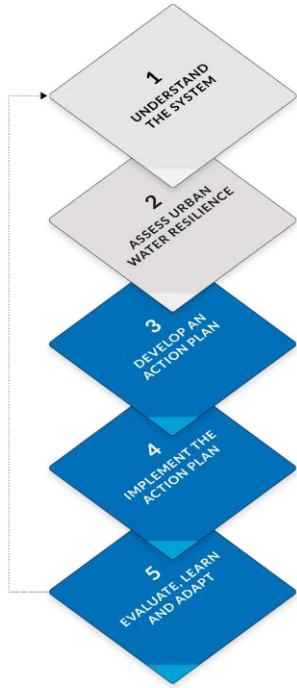 1
UNDERSTAND
THE SYSTEM
2
ASSESS URBAN
WATER RESILIENCE
3
DEVELOP AN
ACTION PLAN
4
IMPLEMENT THE
ACTION PLAN
5
EVALUATE, LEARN
AND ADAPT